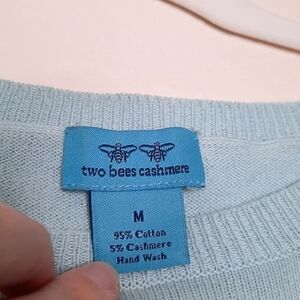 two bees cashmere
M
95% Cotton
5% Cashmere
Hand Wash